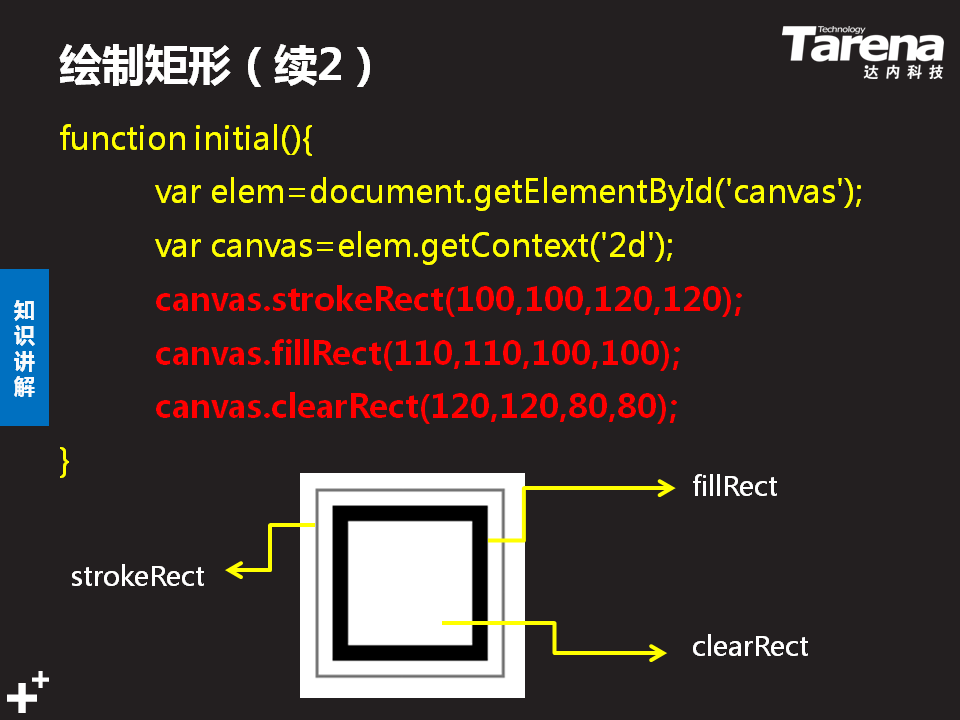 绘制矩形（续2）
Technology
Tarena
达内科技
function initial(){
var elem=document.getElementById('canvas');
var canvas=elem.getContext('2d');
canvas.strokeRect(100,100,120,120);
canvas.fillRect(110,110,100,100);
canvas.clearRect(120,120,80,80);
}
知识讲解
fillRect
strokeRect
clearRect